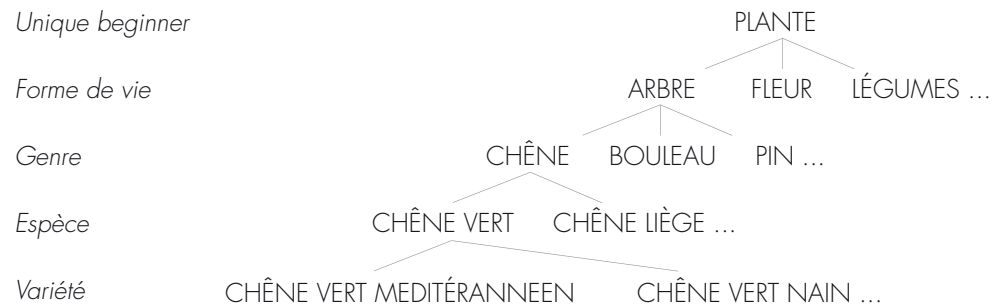 Unique beginner PLANTE
Forme de vie ARBRE FLEUR LÉGUMES ...
Genre CHÊNE BOULEAU PIN ...
Espèce CHÊNE VERT CHÊNE LIÈGE ...
Variété CHÊNE VERT MEDITÉRANNEEN CHÊNE VERT NAIN ...